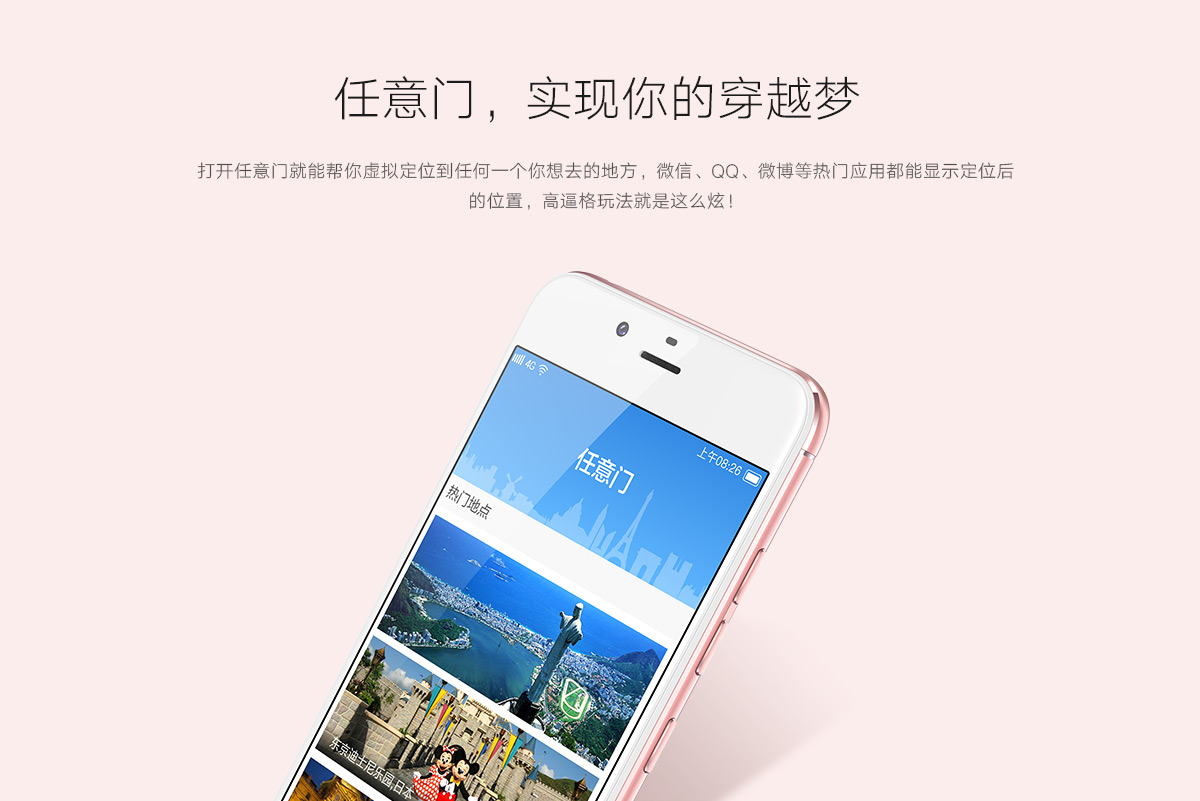 任意门，实现你的穿越梦
打开任意门就能帮你虚拟定位到任何一个你想去的地方，微信、QQ、微博等热门应用都能显示定位后
的位置，高逼格玩法就是这么炫！
4G
上午08:26
任意门
热门地点
东京迪士尼乐园,日本